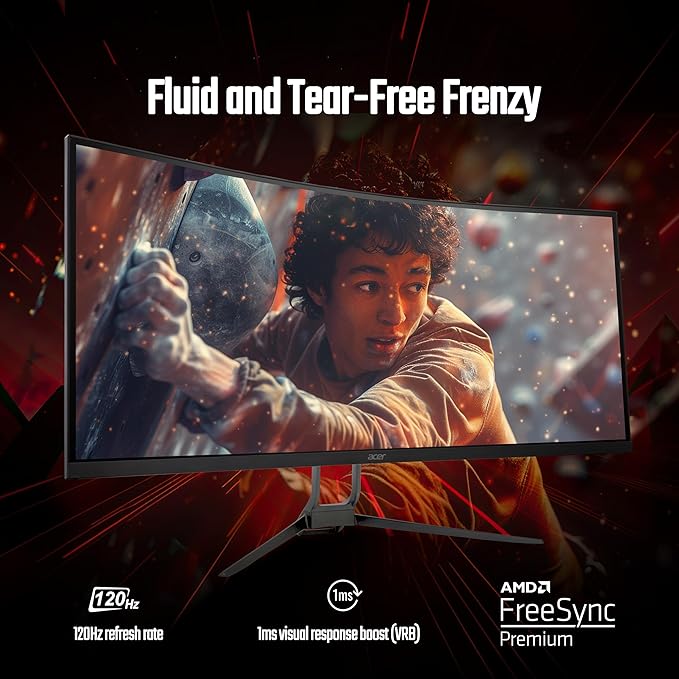 Fluid and Tear-Free Frenzy
acer
120Hz
120Hz refresh rate
1ms
1ms visual response boost (VRB)
AMD
FreeSync
Premium